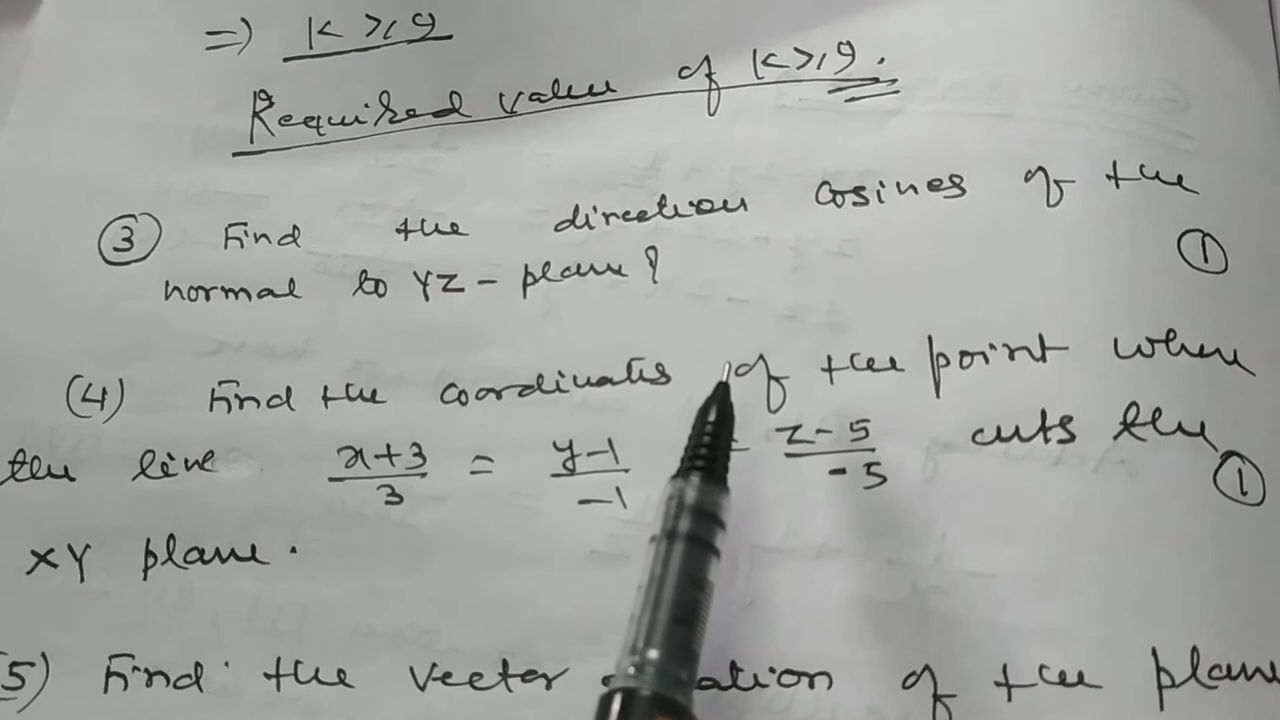 => K ≥ 9
Required value of K ≥ 9.
③ Find the direction cosines of the
normal to YZ - plane? ①
(4) Find the coordinates of the point where
the line x+3/3 = y-1/-1 = z-5/-5 cuts the ①
XY plane.
5) Find the vector ation of the plane